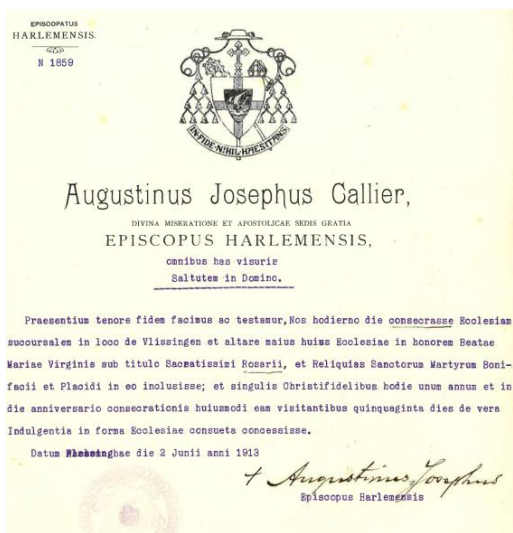 EPISCOPATUS
HARLEMENSIS.
N 1859
IN FIDE NIHIL HAESITANS
Augustinus Josephus Callier,
DIVINA MISERATIONE ET APOSTOLICAE SEDIS GRATIA
EPISCOPUS HARLEMENSIS,
omnibus has visuris
Saltutem in Domino.
Praesentium tenore fidem facimus ac testamur,Nos hodierno die consecrasse Ecclesiam
succursalem in loco de Vlissingen et altare maius huius Ecclesiae in honorem Beatae
Mariae Virginis sub titulo Sacratissimi Rosarii, et Reliquias Sanctorum Martyrum Boni-
facii et Placidi in eo inclusisse; et singulis Christifidelibus hodie unum annum et in
die anniversario consecrationis huiusmodi eam visitantibus quinquaginta dies de vera
Indulgentia in forma Ecclesiae consueta concessisse.
Datum die 2 Junii anni 1913
+ Augustinus Josephus
Episcopus Harlemensis